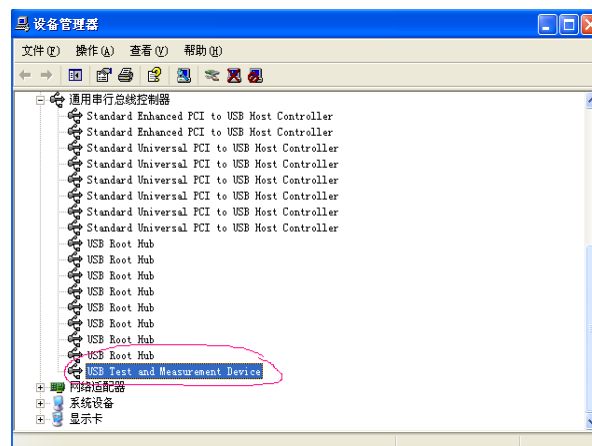 设备管理器
文件(F) 操作(A) 查看(V) 帮助(H)
通用串行总线控制器
Standard Enhanced PCI to USB Host Controller
Standard Enhanced PCI to USB Host Controller
Standard Universal PCI to USB Host Controller
Standard Universal PCI to USB Host Controller
Standard Universal PCI to USB Host Controller
Standard Universal PCI to USB Host Controller
Standard Universal PCI to USB Host Controller
Standard Universal PCI to USB Host Controller
USB Root Hub
USB Root Hub
USB Root Hub
USB Root Hub
USB Root Hub
USB Root Hub
USB Root Hub
USB Root Hub
USB Test and Measurement Device
网络适配器
系统设备
显示卡